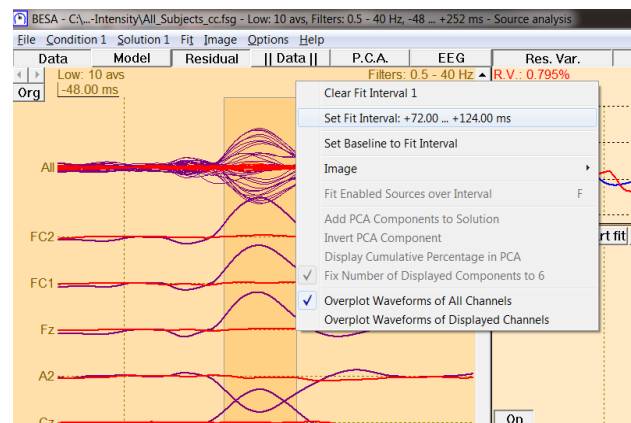 BESA - C:\...-Intensity\All_Subjects_cc.fsg - Low: 10 avs, Filters: 0.5 - 40 Hz, -48 ... +252 ms - Source analysis
File Condition 1 Solution 1 Fit Image Options Help
Data Model Residual || Data || P.C.A. EEG Res. Var.
Low: 10 avs Filters: 0.5 - 40 Hz R.V.: 0.795%
Org -48.00 ms
Clear Fit Interval 1
Set Fit Interval: +72.00 ... +124.00 ms
Set Baseline to Fit Interval
All
Image
Fit Enabled Sources over Interval F
Add PCA Components to Solution
FC2
Invert PCA Component
rt fit
Display Cumulative Percentage in PCA
Fix Number of Displayed Components to 6
FC1
Overplot Waveforms of All Channels
Overplot Waveforms of Displayed Channels
Fz
A2
Cz
On